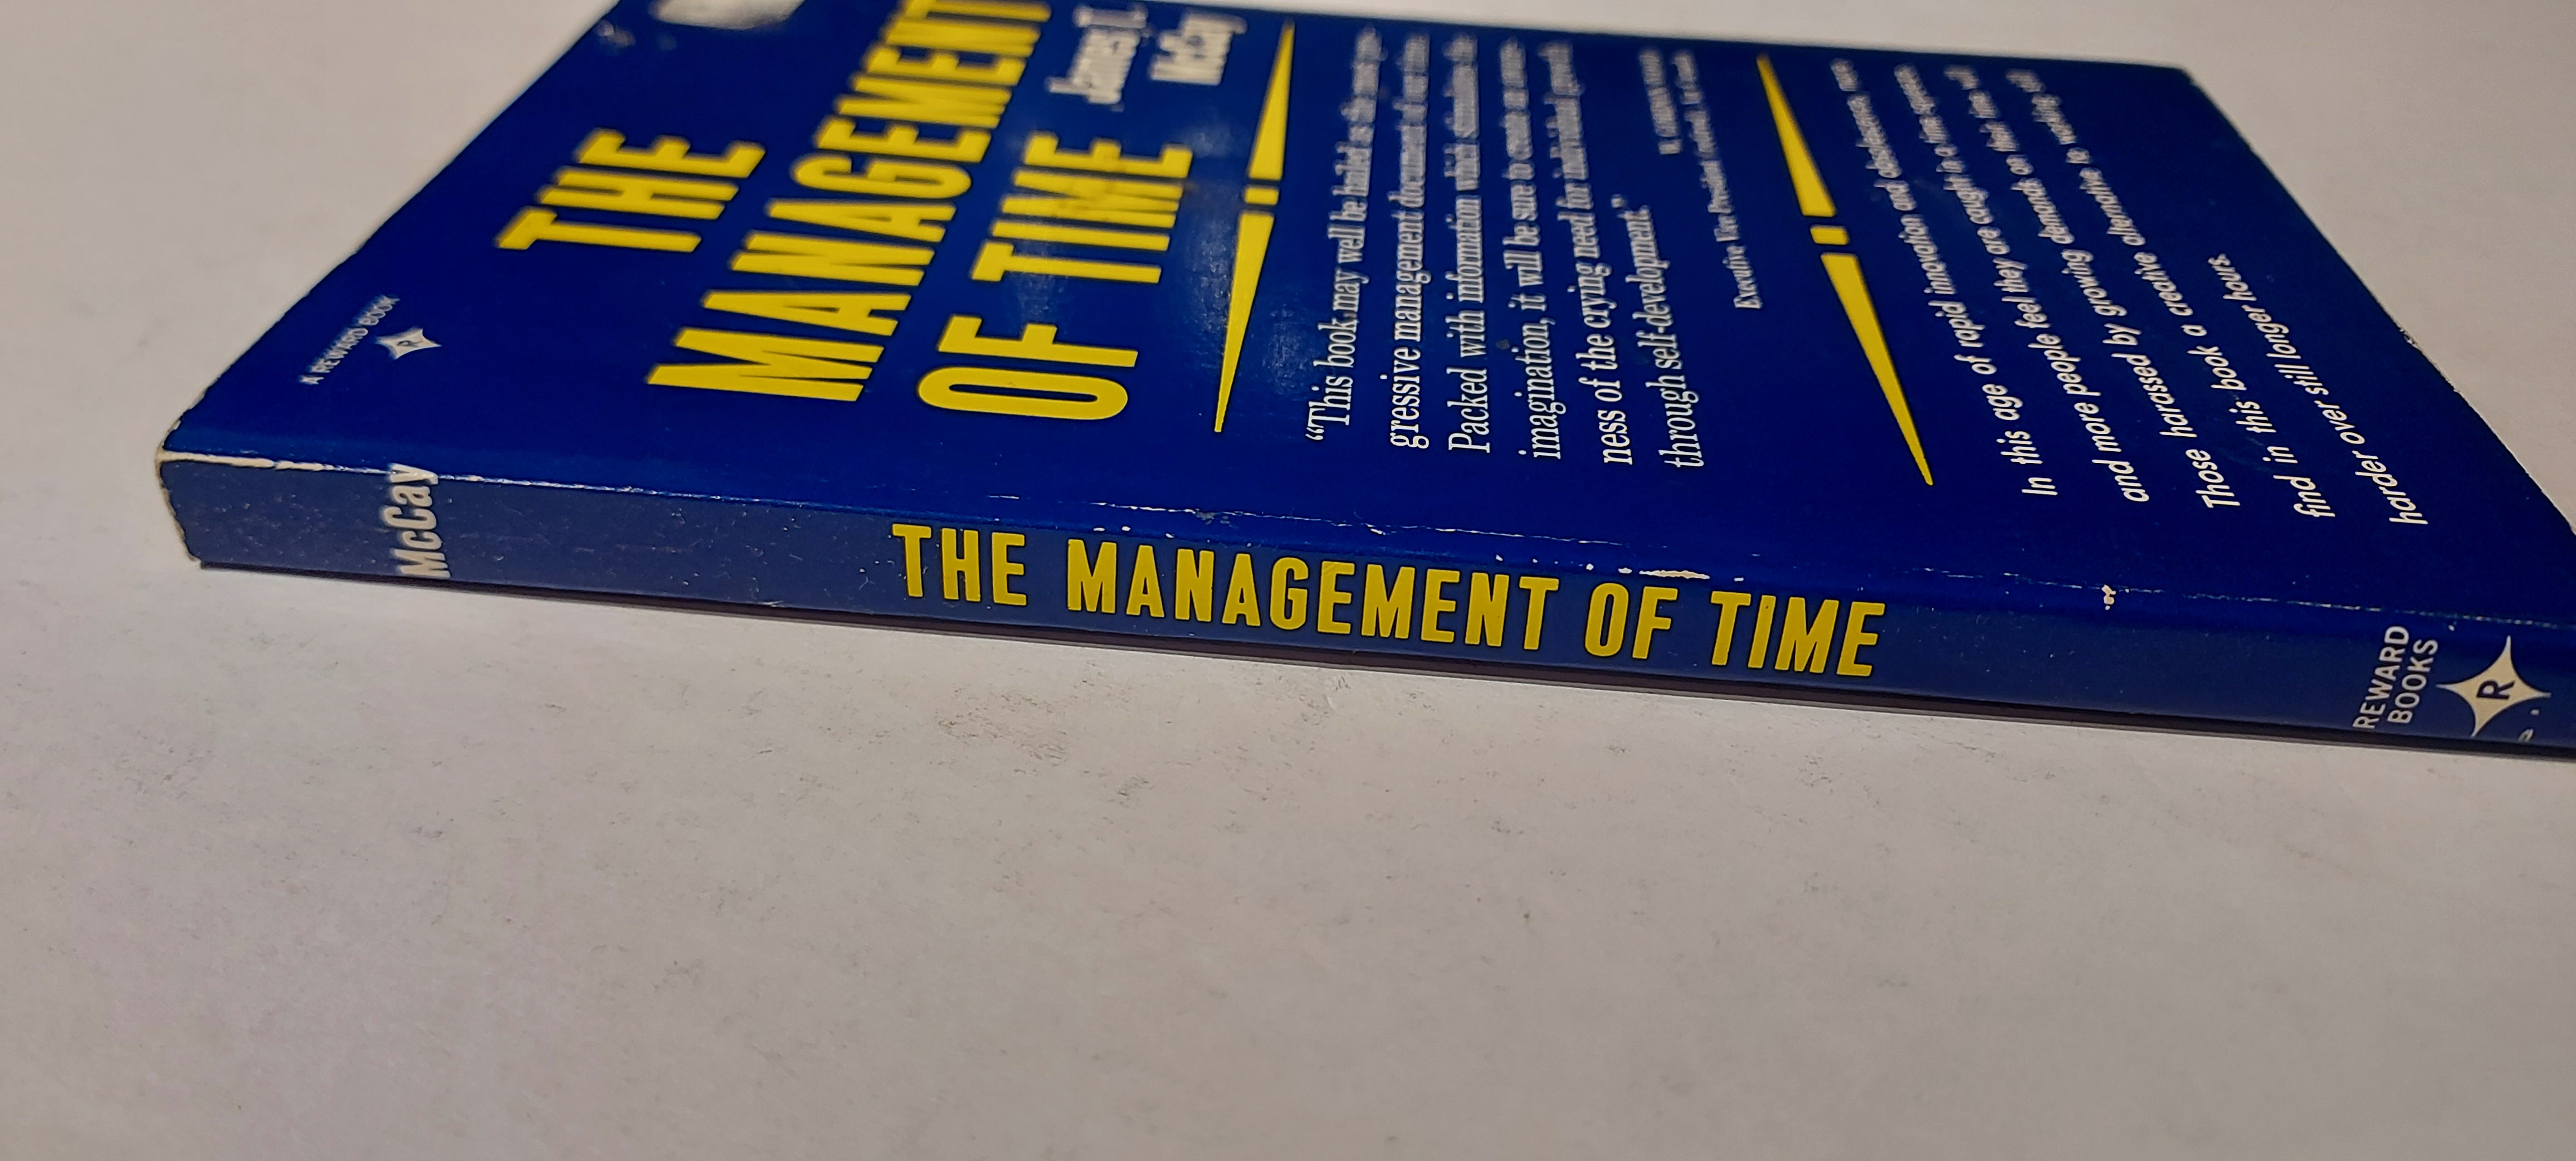 A REWARD BOOK
R
THE
MANAGEMENT
OF TIME
James T.
McCay
"This book may well be hailed as the most pro-
gressive management document of our time.
Packed with information which stimulates the
imagination, it will be sure to create an aware-
ness of the crying need for individual growth
through self-development."
Executive Vice President
In this age of rapid innovation and obsolescence
and more people feel they are caught in a time squeeze,
and harassed by growing demands on their time
Those harassed people
find in this book a creative alternative to working
harder over still longer hours.
McCay
THE MANAGEMENT OF TIME
REWARD
BOOKS
R